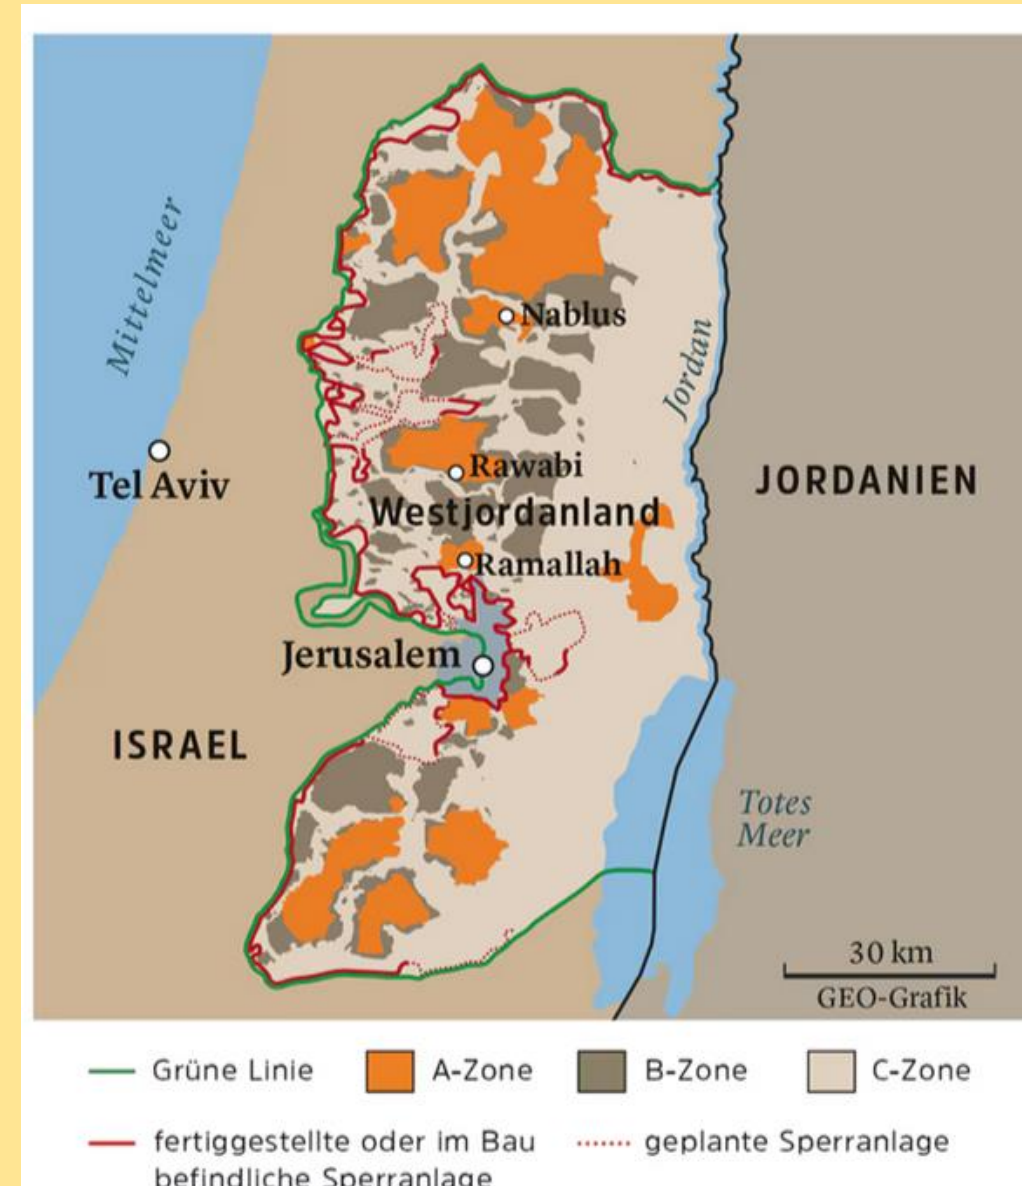 Mittelmeer
Nablus
Jordan
Tel Aviv
Rawabi
JORDANIEN
Westjordanland
Ramallah
Jerusalem
ISRAEL
Totes
Meer
30 km
GEO-Grafik
Grüne Linie
A-Zone
B-Zone
C-Zone
fertiggestellte oder im Bau
befindliche Sperranlage
geplante Sperranlage